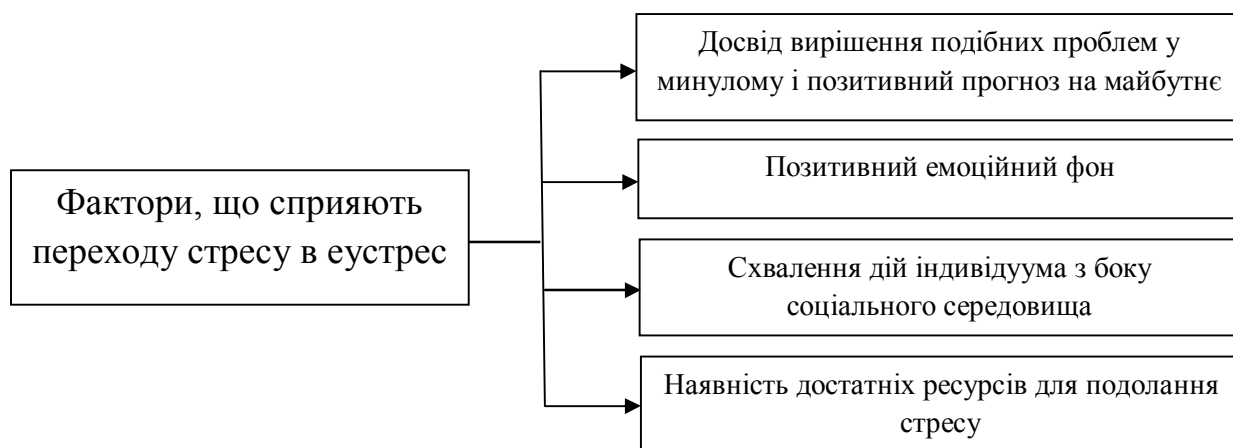 Досвід вирішення подібних проблем у
минулому і позитивний прогноз на майбутнє
Позитивний емоційний фон
Фактори, що сприяють
переходу стресу в еустрес
Схвалення дій індивідуума з боку
соціального середовища
Наявність достатніх ресурсів для подолання
стресу